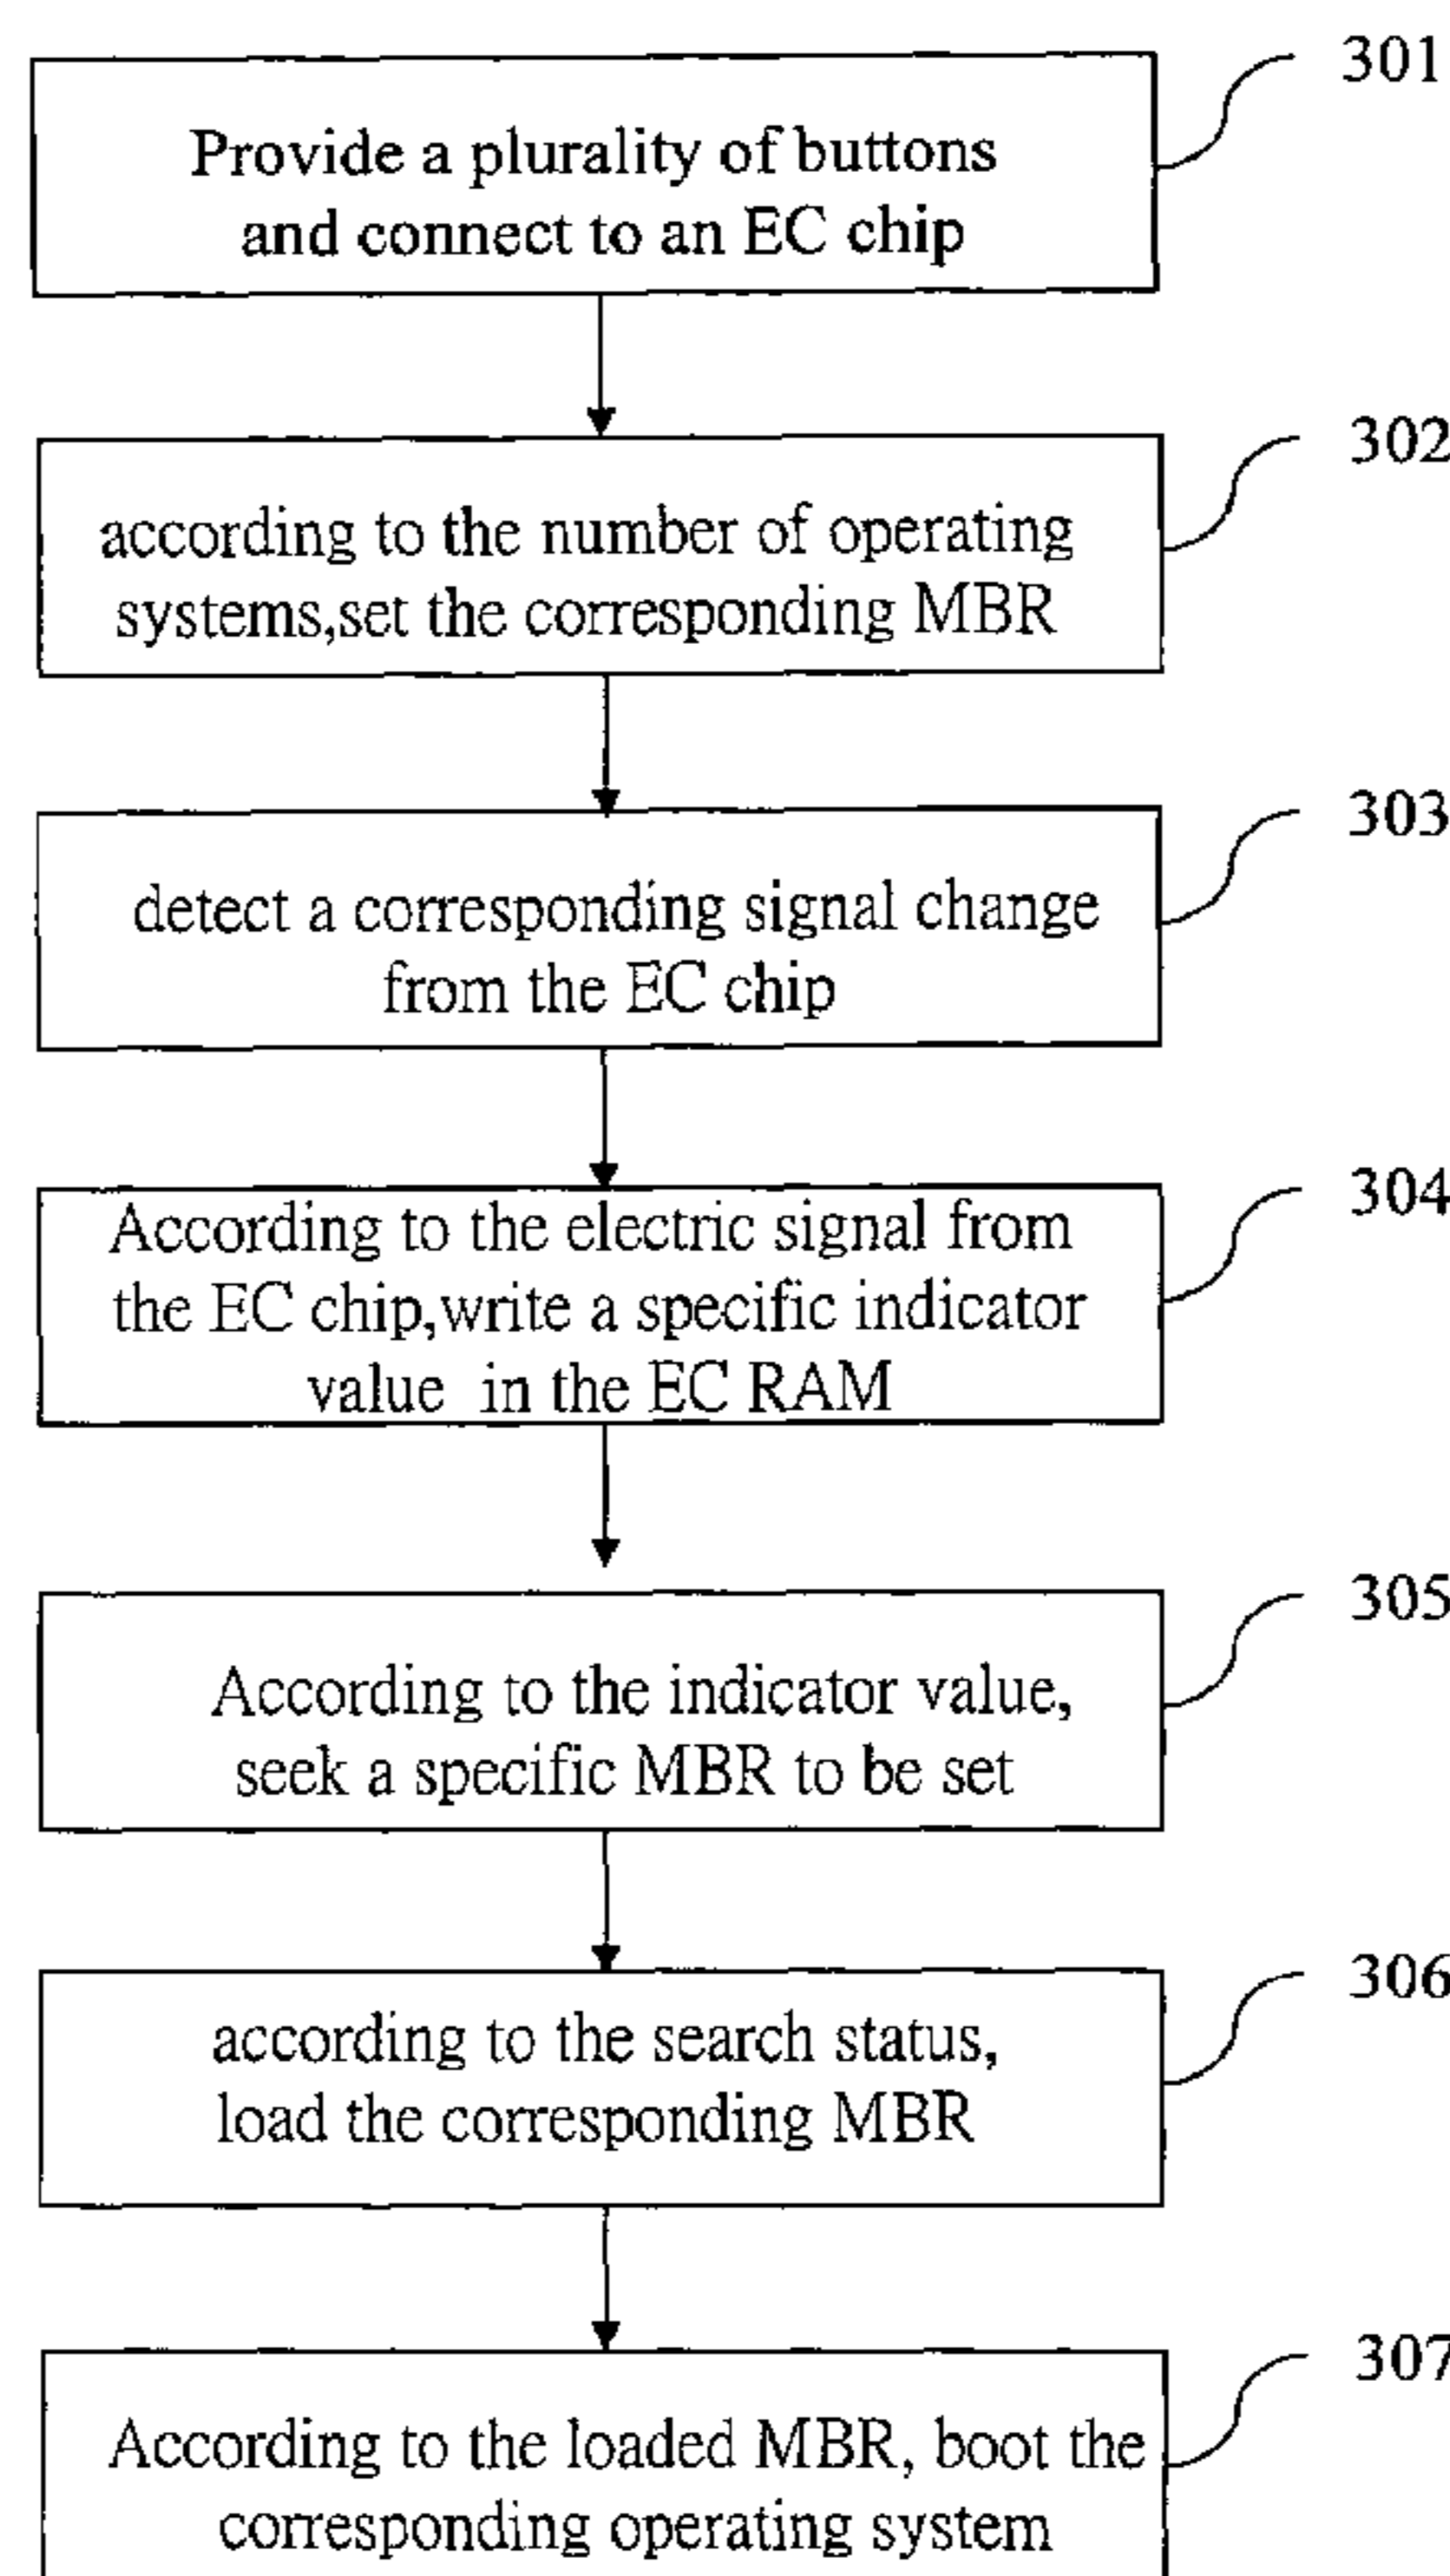 301
Provide a plurality of buttons
and connect to an EC chip
302
according to the number of operating
systems,set the corresponding MBR
303
detect a corresponding signal change
from the EC chip
304
According to the electric signal from
the EC chip,write a specific indicator
value in the EC RAM
305
According to the indicator value,
seek a specific MBR to be set
306
according to the search status,
load the corresponding MBR
307
According to the loaded MBR, boot the
corresponding operating system